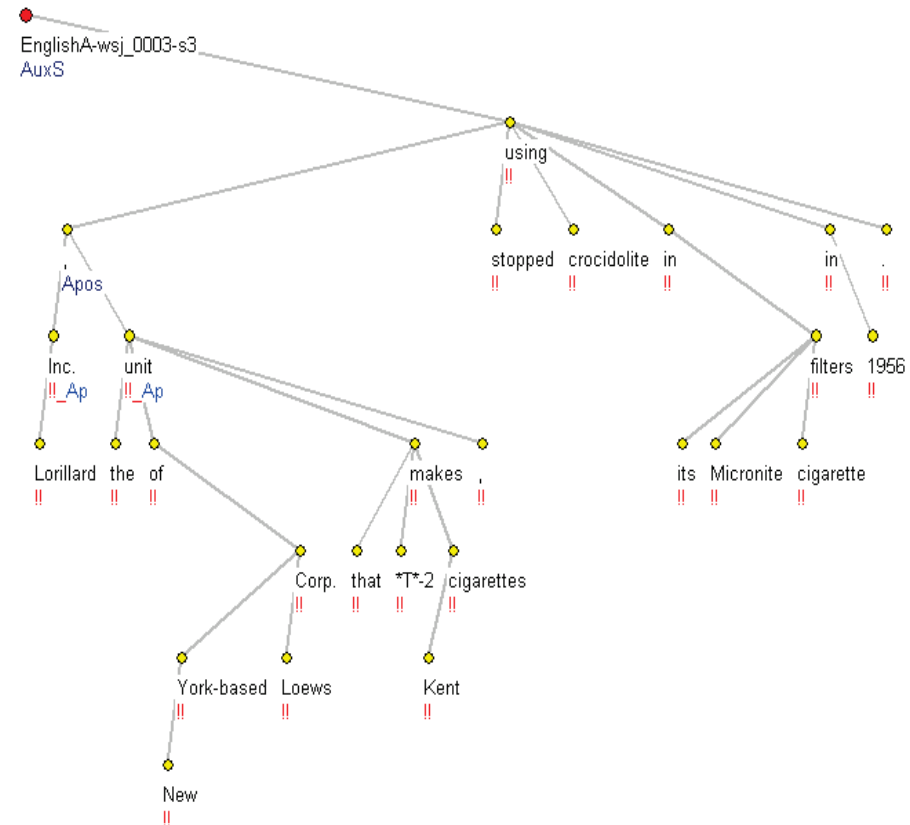 EnglishA-wsj_0003-s3
AuxS
using
!!
,
Apos
stopped crocidolite in in .
!! !! !! !! !!
Inc. unit filters 1956
!!_Ap !!_Ap !! !!
Lorillard the of makes , its Micronite cigarette
!! !! !! !! !! !! !! !!
Corp. that *T*-2 cigarettes
!! !! !! !!
York-based Loews Kent
!! !! !!
New
!!